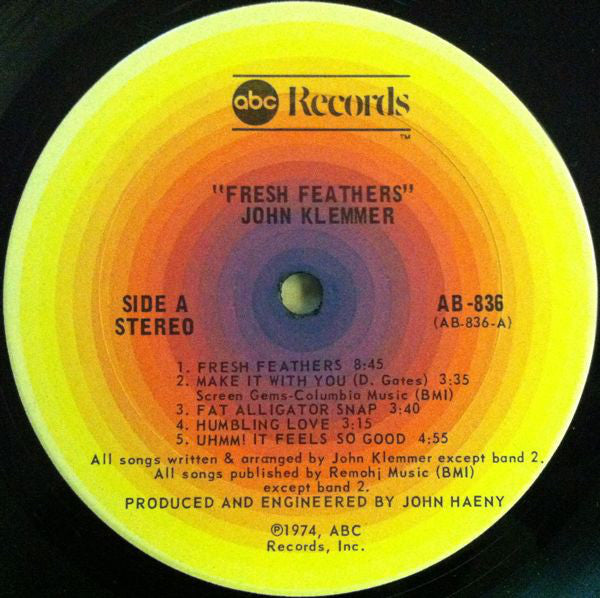 abc Records
TM
"FRESH FEATHERS"
JOHN KLEMMER
SIDE A
STEREO
AB-836
(AB-836-A)
1. FRESH FEATHERS 8:45
2. MAKE IT WITH YOU (D. Gates) 3:35
Screen Gems-Columbia Music (BMI)
3. FAT ALLIGATOR SNAP 3:40
4. HUMBLING LOVE 3:15
5. UHMM! IT FEELS SO GOOD 4:55
All songs written & arranged by John Klemmer except band 2.
All songs published by Remohj Music (BMI)
except band 2.
PRODUCED AND ENGINEERED BY JOHN HAENY
℗1974, ABC
Records, Inc.